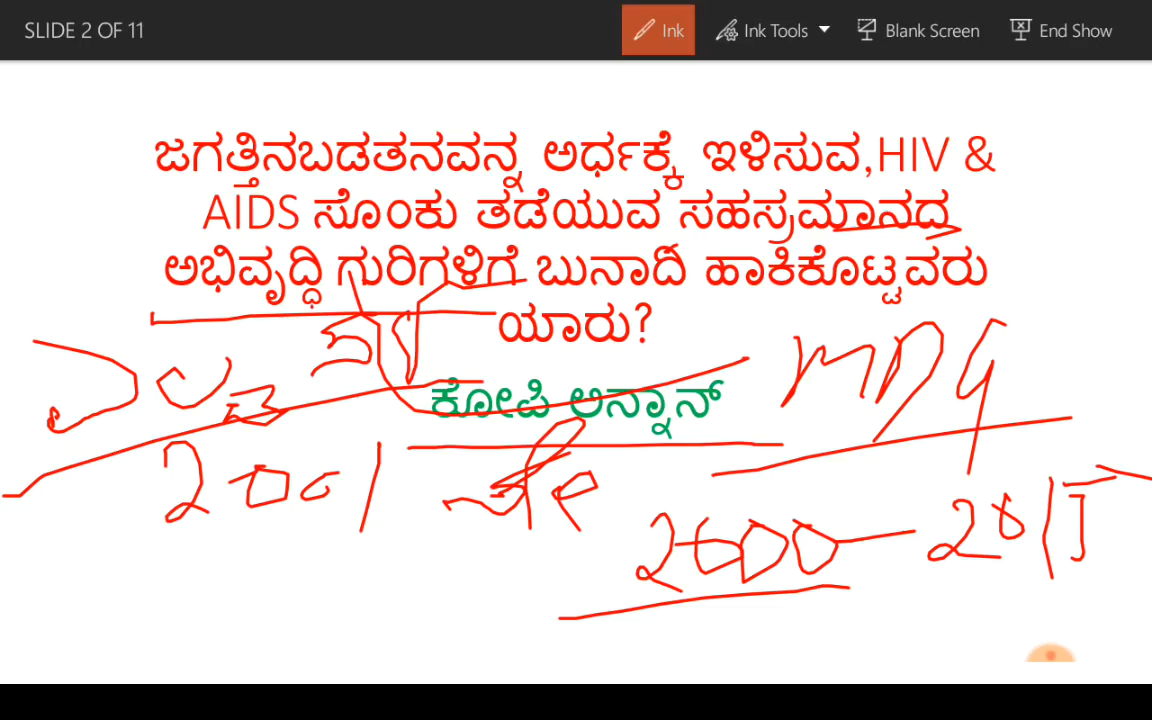 SLIDE 2 OF 11
Ink
Ink Tools
Blank Screen
End Show
ಜಗತ್ತಿನಬಡತನವನ್ನ ಅರ್ಧಕ್ಕೆ ಇಳಿಸುವ,HIV &
AIDS ಸೊಂಕು ತಡೆಯುವ ಸಹಸ್ರಮಾನದ
ಅಭಿವೃದ್ಧಿ ಗುರಿಗಳಿಗೆ ಬುನಾದಿ ಹಾಕಿಕೊಟ್ಟವರು
ಯಾರು?
ಕೋಪಿ ಅನ್ನಾನ್
MDG
2001
2000 - 2015